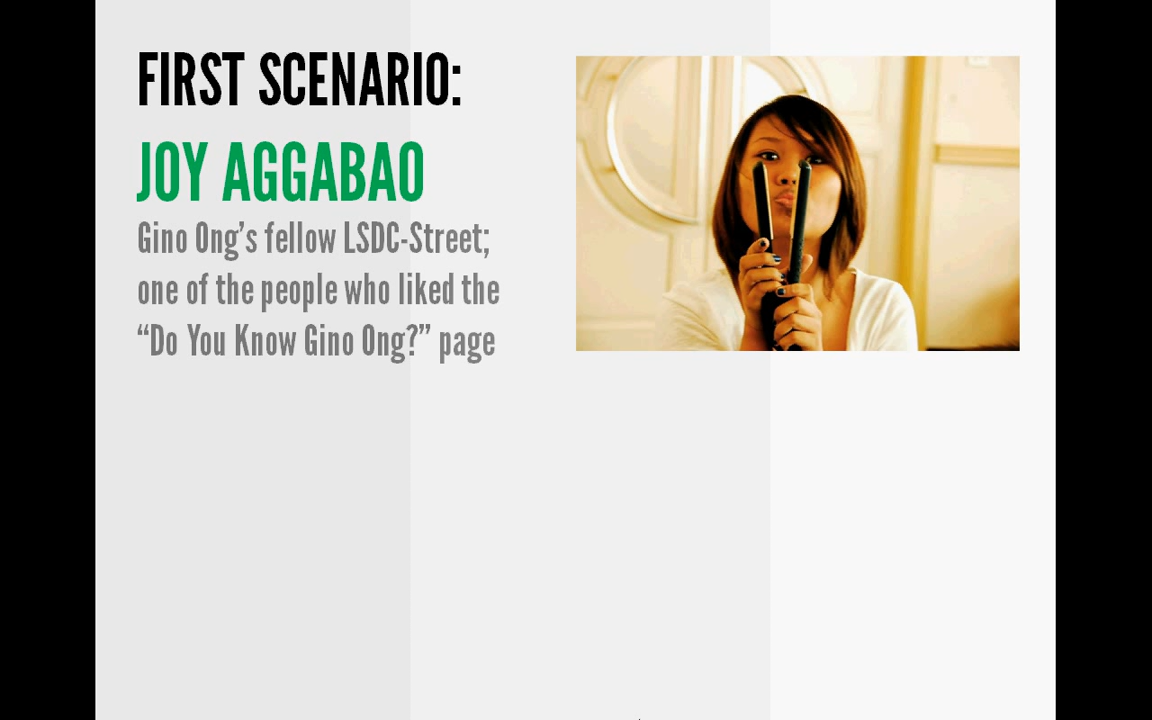 FIRST SCENARIO:
JOY AGGABAO
Gino Ong’s fellow LSDC-Street;
one of the people who liked the
“Do You Know Gino Ong?” page